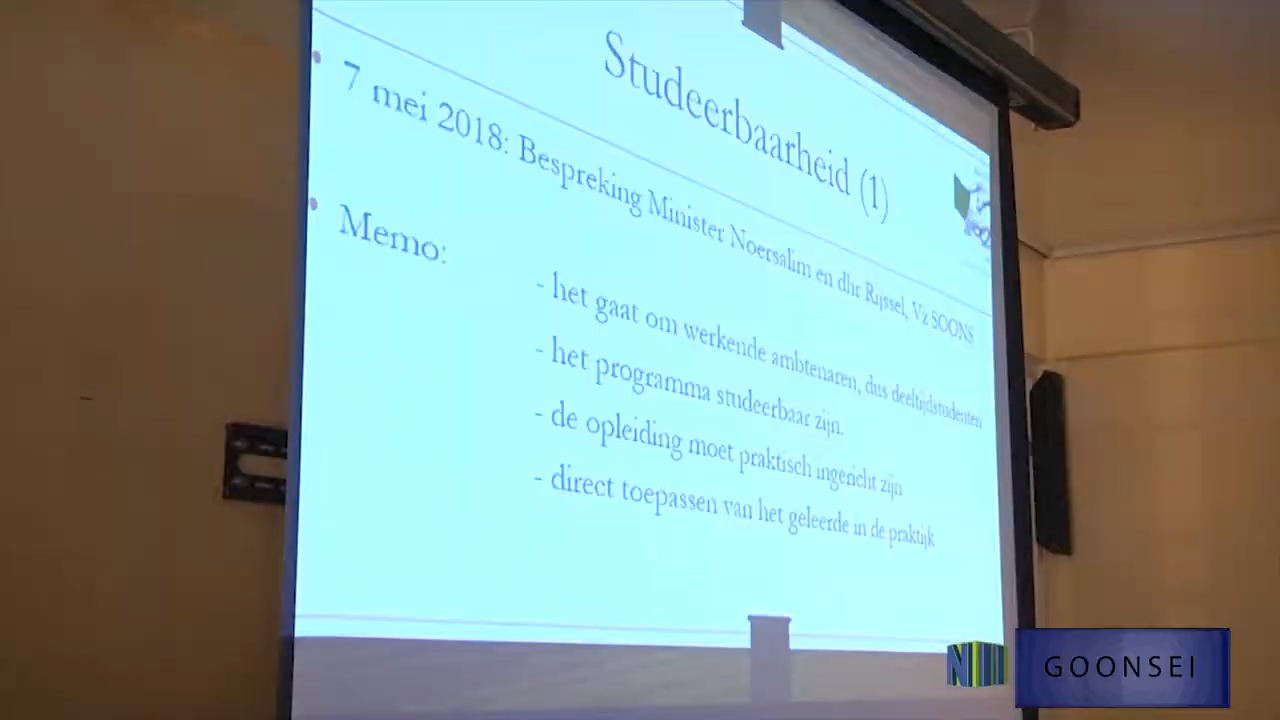 Studeerbaarheid (1)
7 mei 2018: Bespreking Minister Noersalim en dhr Rijssel, Vz SOONS
Memo:
- het gaat om werkende ambtenaren, dus deeltijdstudenten
- het programma studeerbaar zijn.
- de opleiding moet praktisch ingericht zijn
- direct toepassen van het geleerde in de praktijk
GOONSEI